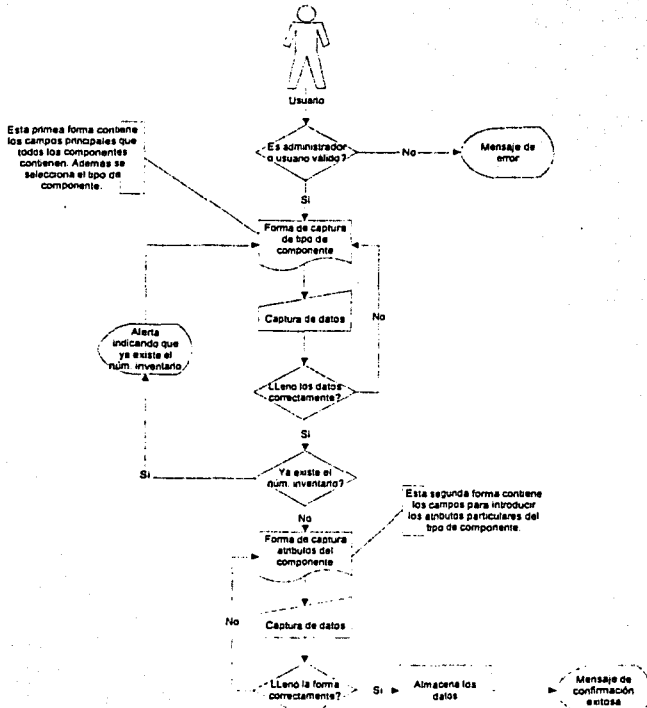 Usuario
Esta primea forma contiene
los campos principales que
todos los componentes
contienen. Además se
selecciona el tipo de
componente.
Es administrador
o usuario válido?
No
Mensaje de
error
Si
Forma de captura
de tipo de
componente
Captura de datos
No
Alerta
indicando que
ya existe el
núm. inventario
LLeno los datos
correctamente?
Si
Ya existe el
núm. inventario?
Si
No
Esta segunda forma contiene
los campos para introducir
los atributos particulares del
tipo de componente.
Forma de captura
atributos del
componente
No
Captura de datos
LLenó la forma
correctamente?
Si
Almacena los
datos
Mensaje de
confirmación
exitosa